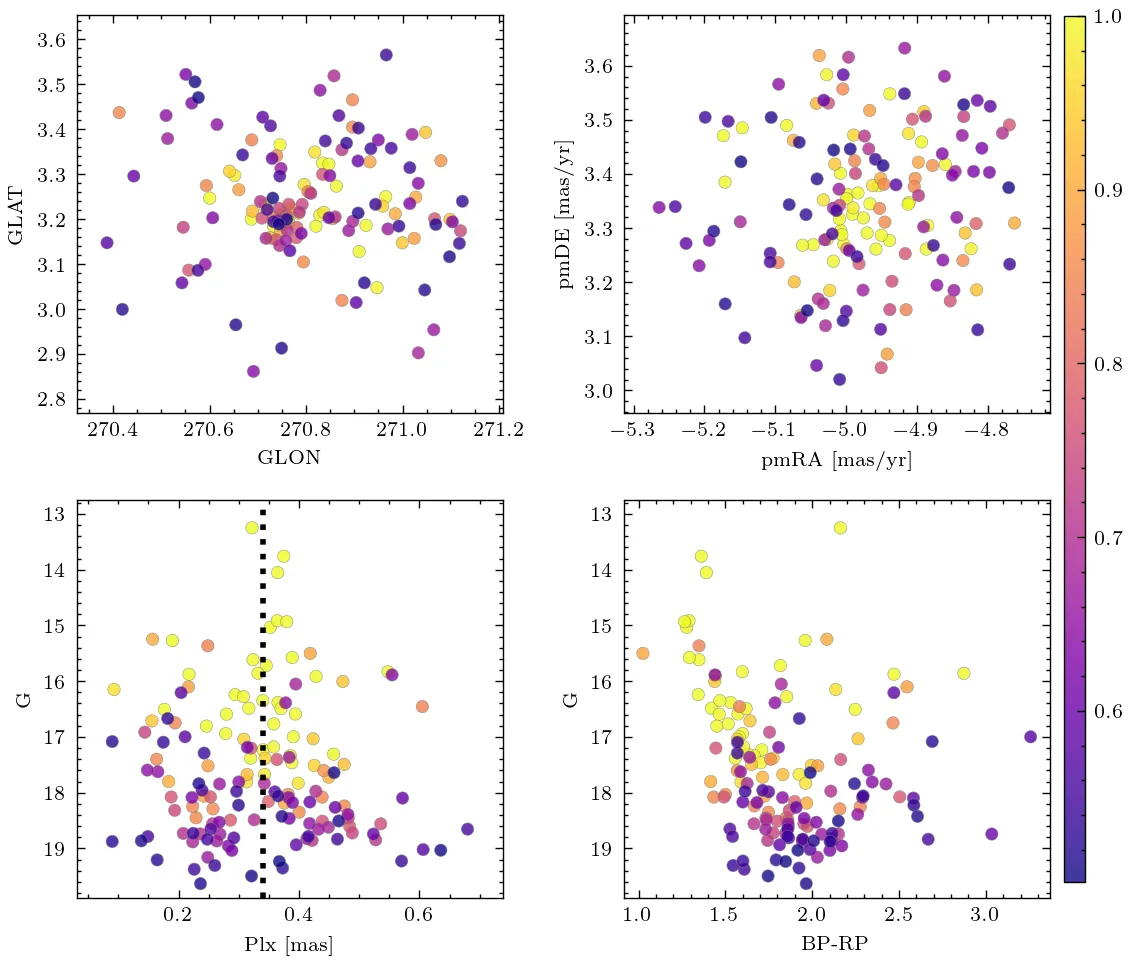 3.6
3.5
3.4
3.3
3.2
3.1
3.0
2.9
2.8
GLAT
270.4 270.6 270.8 271.0 271.2
GLON
3.6
3.5
3.4
3.3
3.2
3.1
3.0
pmDE [mas/yr]
−5.3 −5.2 −5.1 −5.0 −4.9 −4.8
pmRA [mas/yr]
1.0
0.9
0.8
0.7
0.6
13
14
15
16
17
18
19
G
0.2 0.4 0.6
Plx [mas]
13
14
15
16
17
18
19
G
1.0 1.5 2.0 2.5 3.0
BP-RP